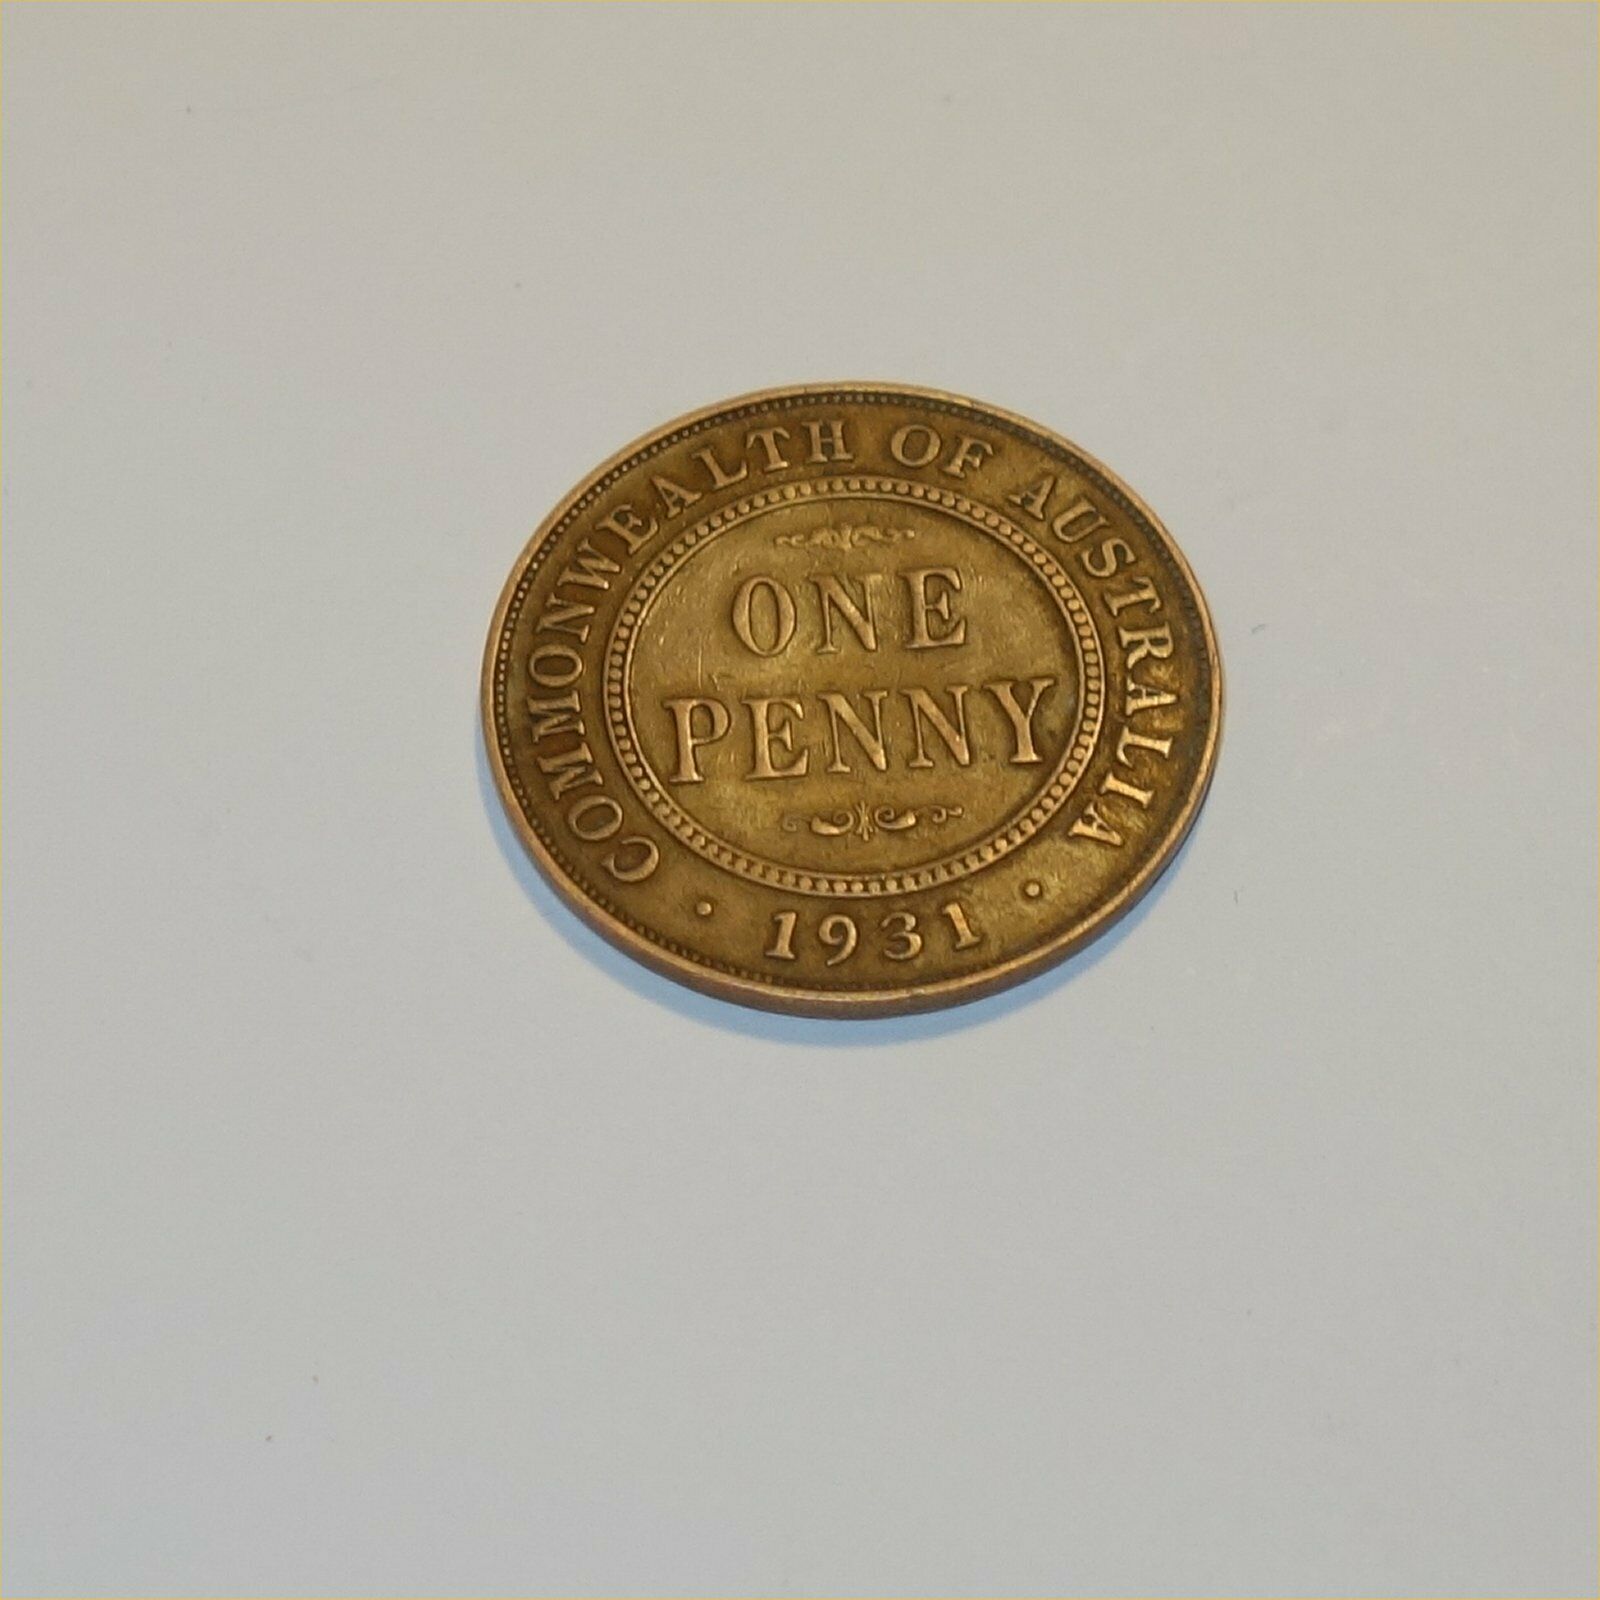 COMMONWEALTH OF AUSTRALIA
ONE
PENNY
· 1931 ·